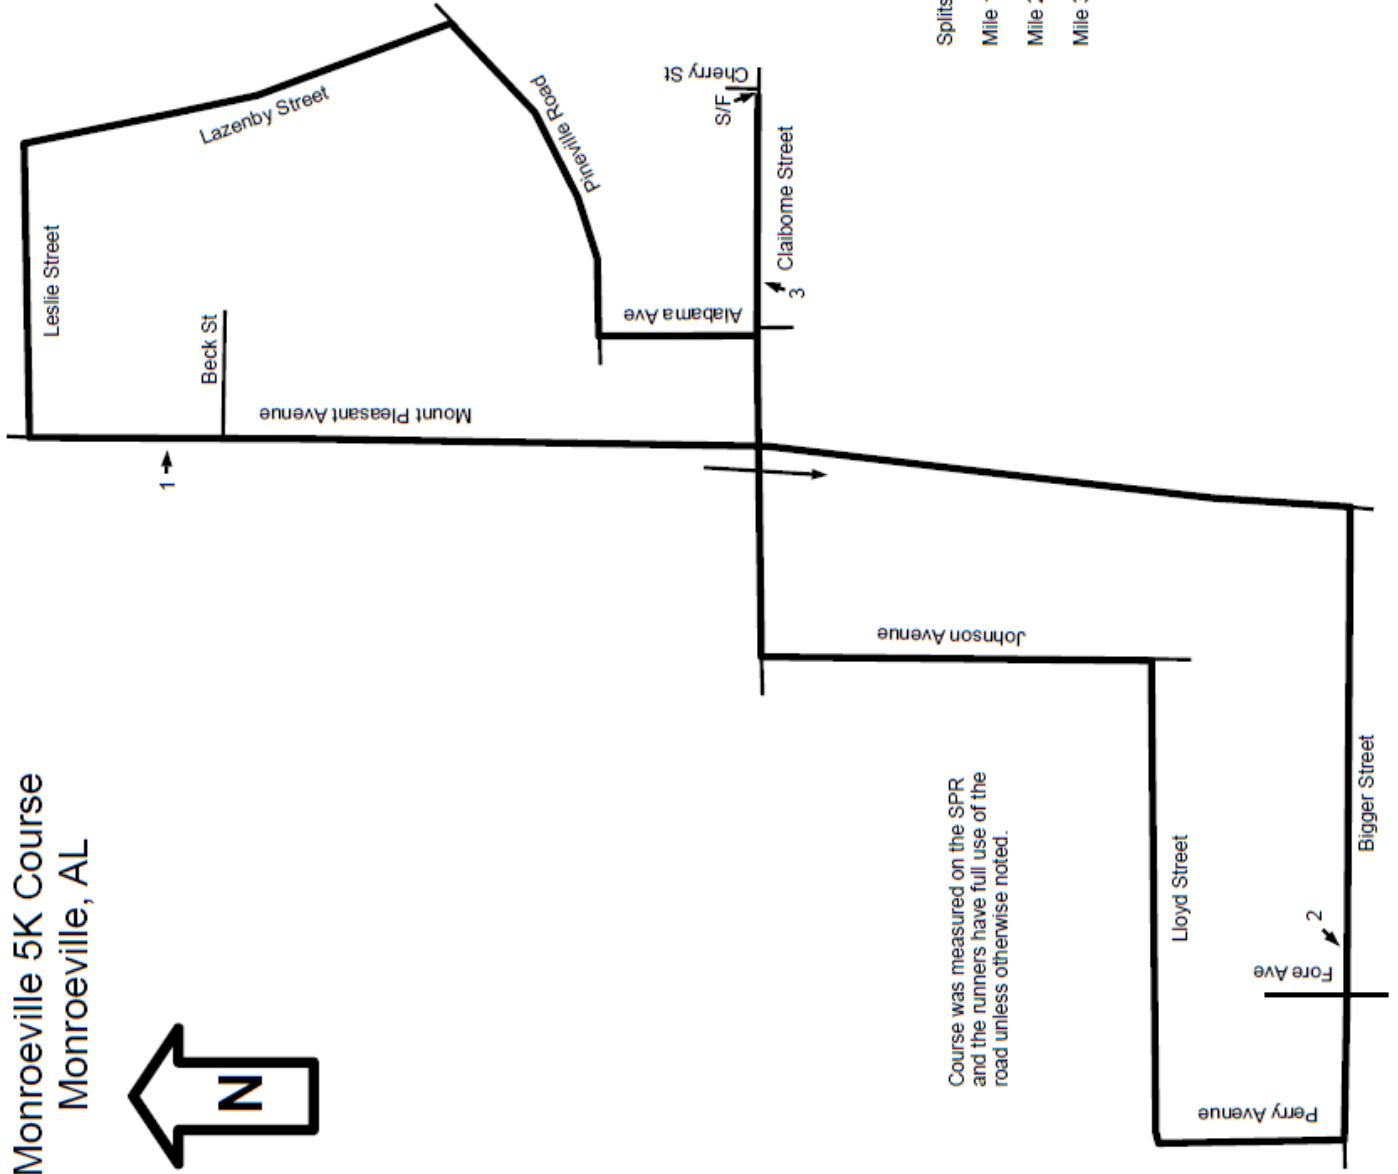 Monroeville 5K Course
Monroeville, AL
N
Splits
Mile 1
Mile 2
Mile 3
Course was measured on the SPR
and the runners have full use of the
road unless otherwise noted.
Leslie Street
Lazenby Street
Beck St
1
Mount Pleasant Avenue
Pineville Road
Alabama Ave
S/F
Cherry St
Claiborne Street
3
Johnson Avenue
Lloyd Street
Perry Avenue
Fore Ave
2
Bigger Street